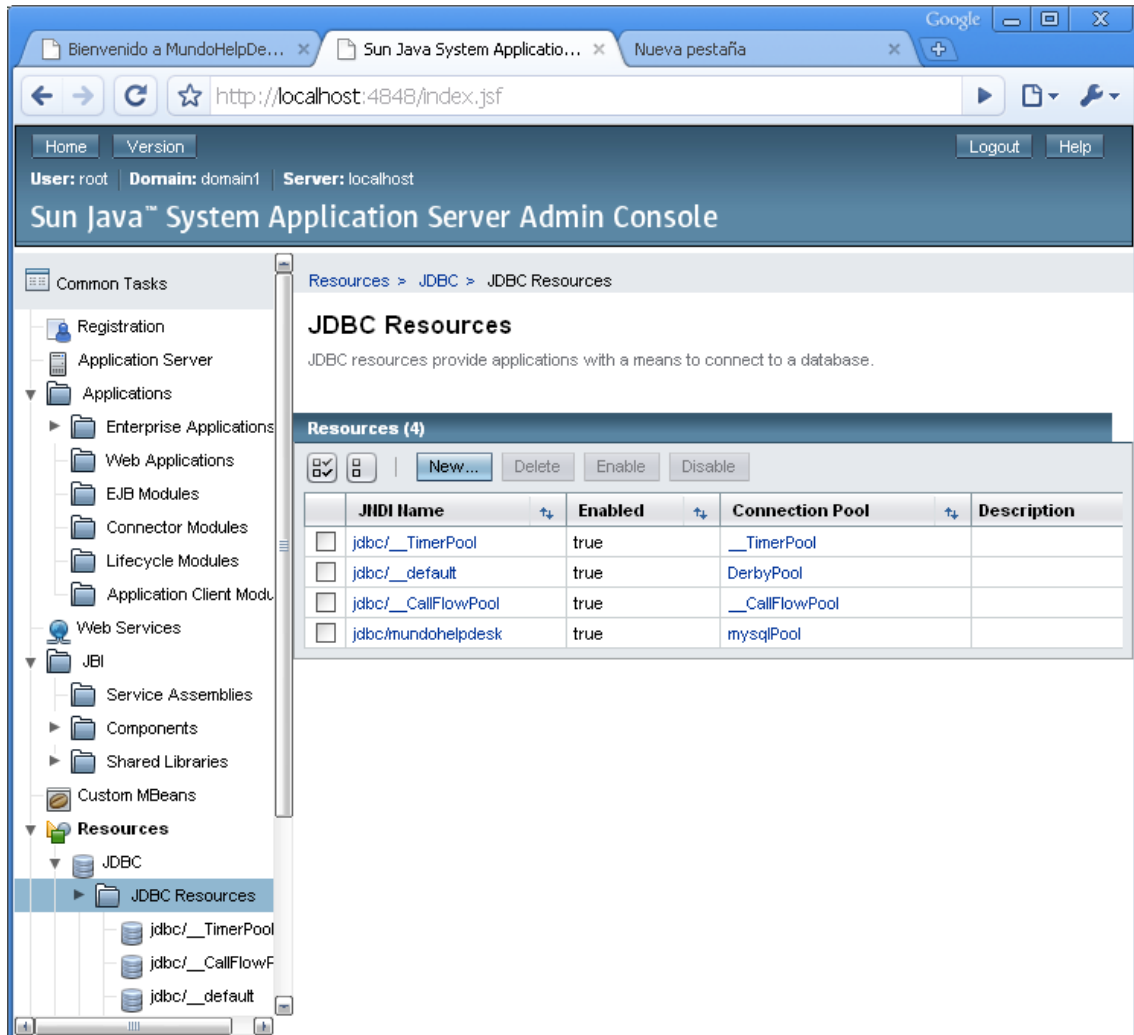 Google
Bienvenido a MundoHelpDe...
Sun Java System Applicatio...
Nueva pestaña
http://localhost:4848/index.jsf
Home
Version
Logout
Help
User: root
Domain: domain1
Server: localhost
Sun Java™ System Application Server Admin Console
Common Tasks
Registration
Application Server
Applications
Enterprise Applications
Web Applications
EJB Modules
Connector Modules
Lifecycle Modules
Application Client Modu
Web Services
JBI
Service Assemblies
Components
Shared Libraries
Custom MBeans
Resources
JDBC
JDBC Resources
jdbc/__TimerPool
jdbc/__CallFlowP
jdbc/__default
Resources > JDBC > JDBC Resources
JDBC Resources
JDBC resources provide applications with a means to connect to a database.
Resources (4)
New...
Delete
Enable
Disable
JNDI Name Enabled Connection Pool Description
jdbc/__TimerPool true __TimerPool
jdbc/__default true DerbyPool
jdbc/__CallFlowPool true __CallFlowPool
jdbc/mundohelpdesk true mysqlPool